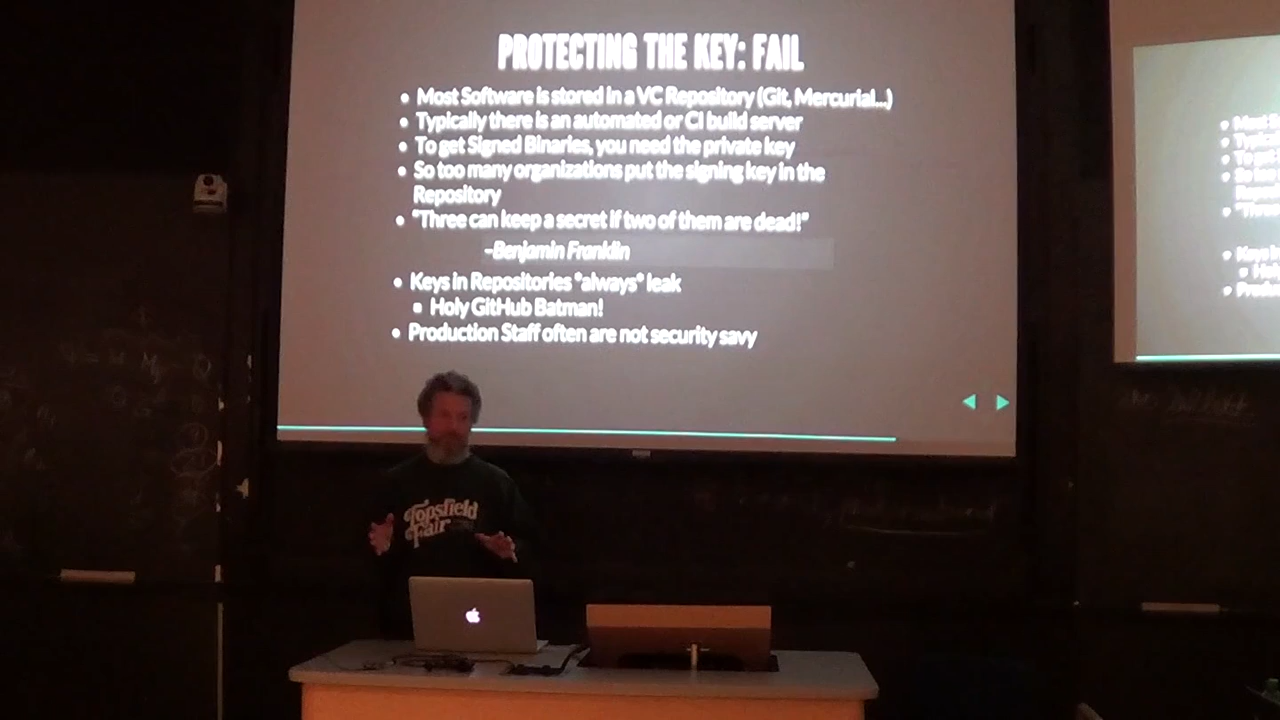 PROTECTING THE KEY: FAIL
• Most Software is stored in a VC Repository (Git, Mercurial...)
• Typically there is an automated or CI build server
• To get Signed Binaries, you need the private key
• So too many organizations put the signing key in the
Repository
• "Three can keep a secret if two of them are dead!"
–Benjamin Franklin
• Keys in Repositories *always* leak
▪ Holy GitHub Batman!
• Production Staff often are not security savy
Topsfield
Fair